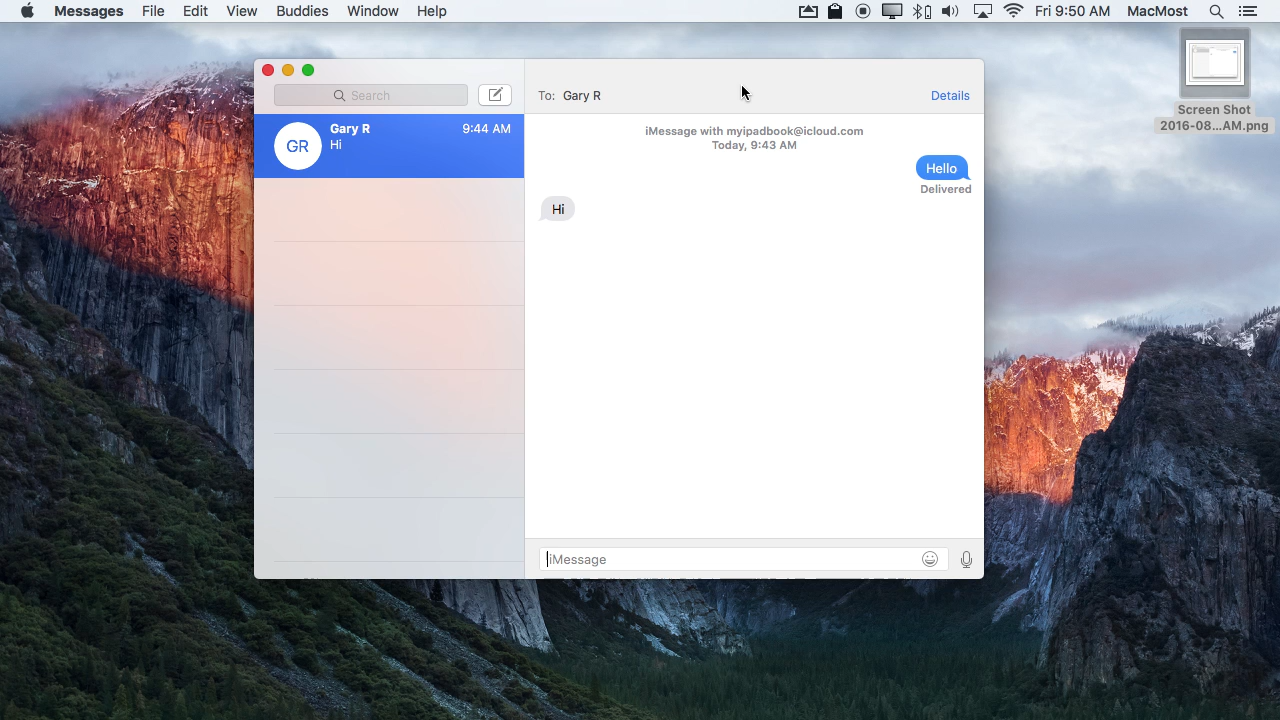 Messages File Edit View Buddies Window Help Fri 9:50 AM MacMost
Screen Shot
2016-08...AM.png
Search
To: Gary R Details
GR Gary R 9:44 AM
Hi
iMessage with myipadbook@icloud.com
Today, 9:43 AM
Hello
Delivered
Hi
iMessage